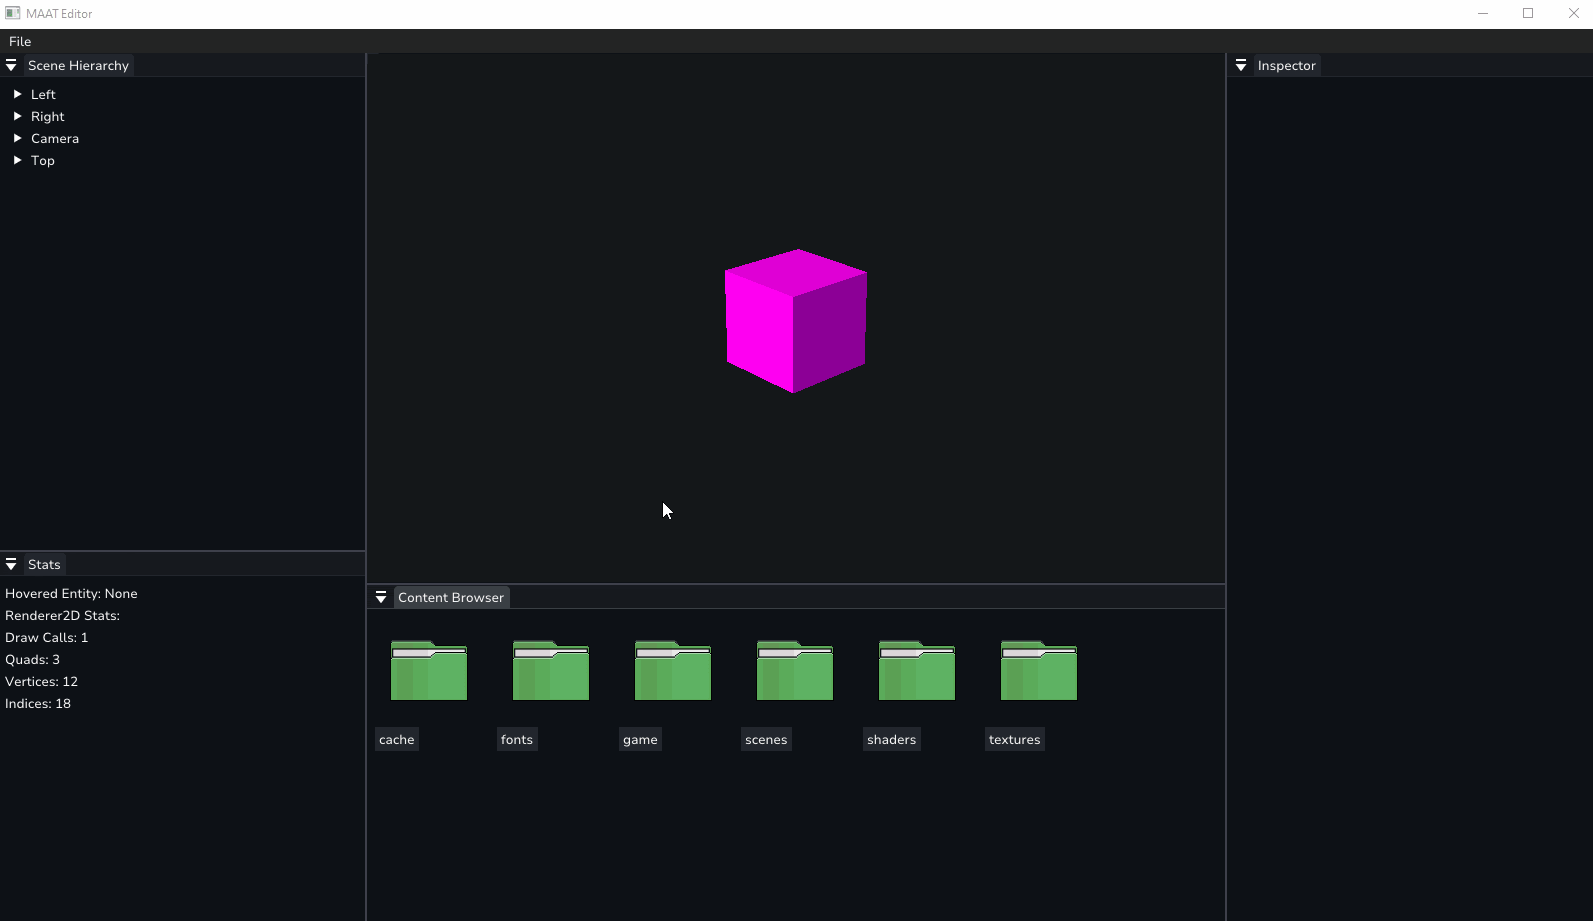 MAAT Editor
File
Scene Hierarchy
Left
Right
Camera
Top
Inspector
Stats
Hovered Entity: None
Renderer2D Stats:
Draw Calls: 1
Quads: 3
Vertices: 12
Indices: 18
Content Browser
cache
fonts
game
scenes
shaders
textures